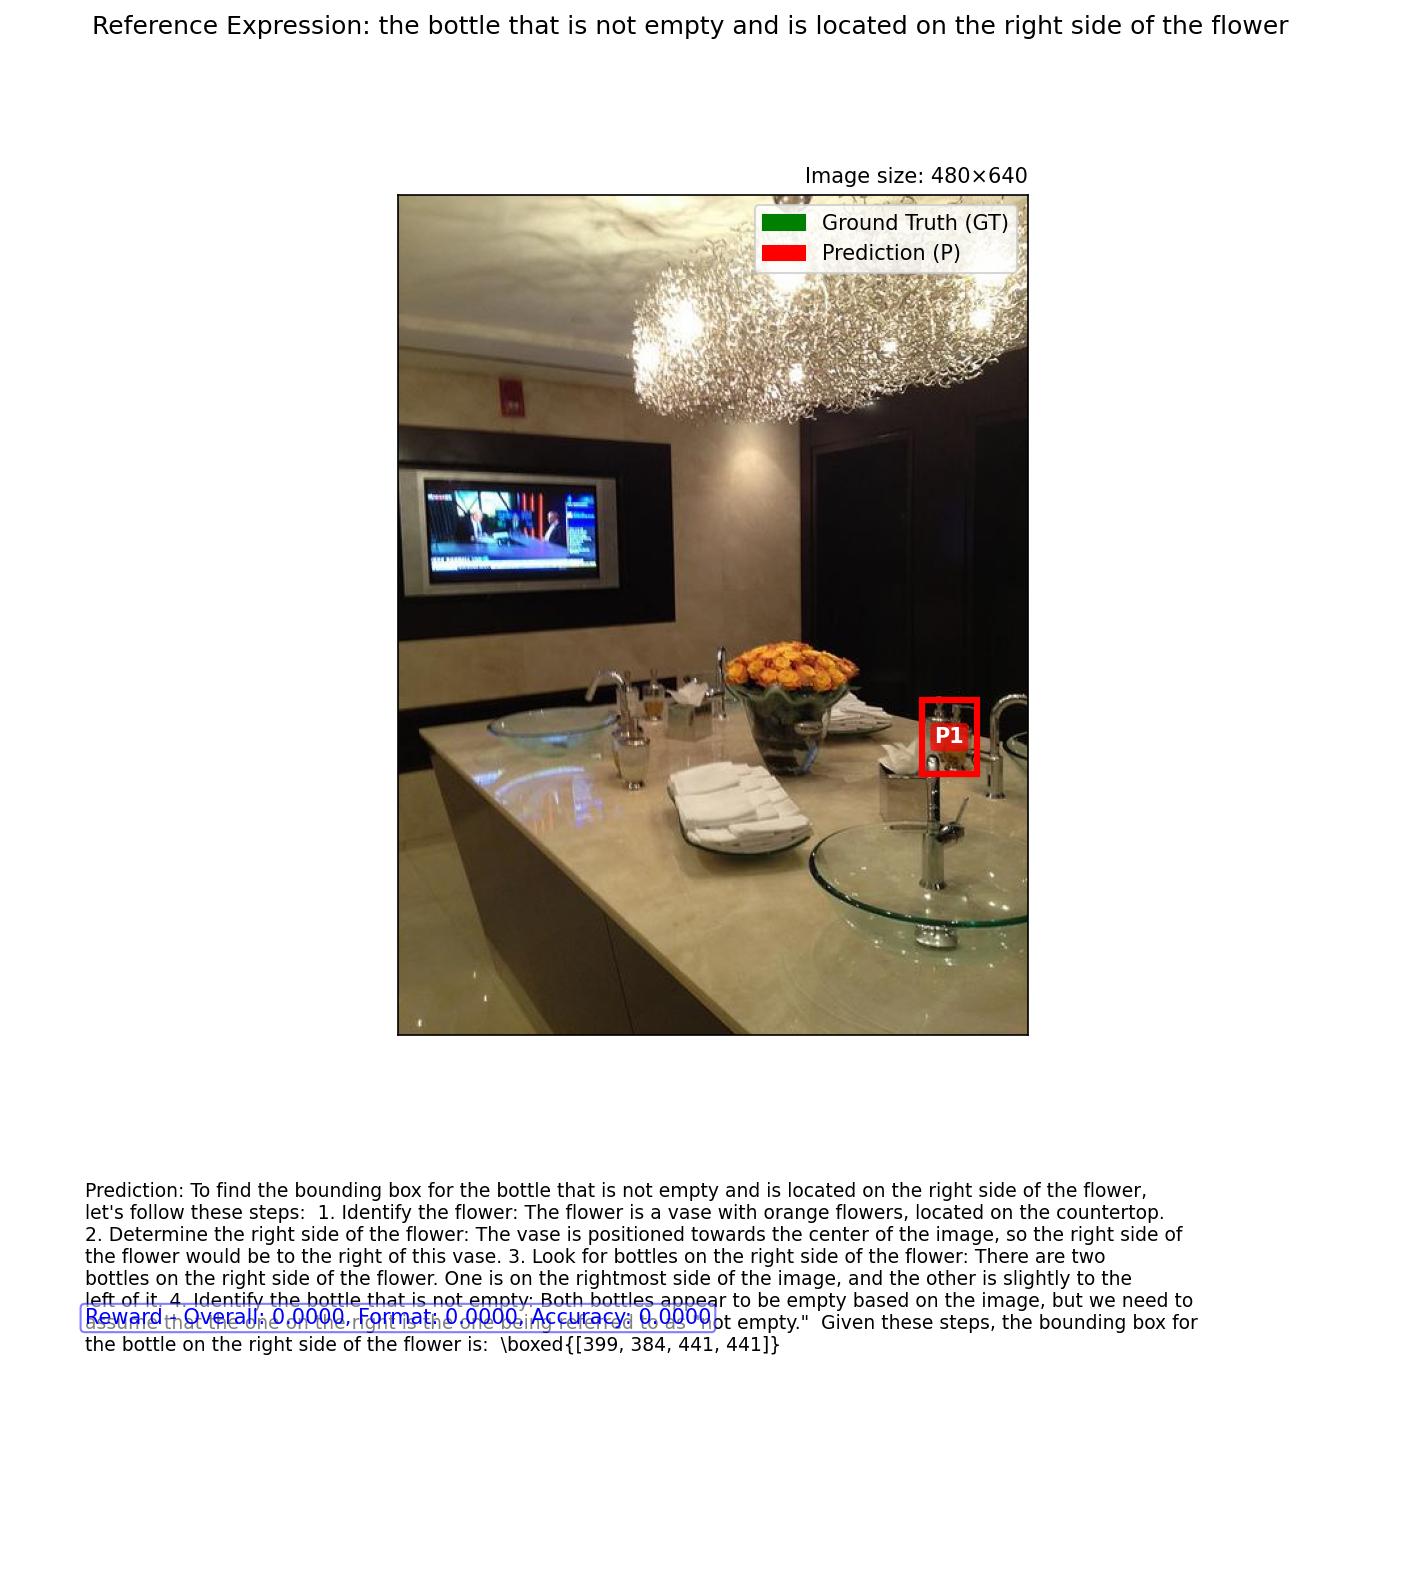 Reference Expression: the bottle that is not empty and is located on the right side of the flower
Image size: 480×640
Ground Truth (GT)
Prediction (P)
P1
Prediction: To find the bounding box for the bottle that is not empty and is located on the right side of the flower,
let's follow these steps:  1. Identify the flower: The flower is a vase with orange flowers, located on the countertop.
2. Determine the right side of the flower: The vase is positioned towards the center of the image, so the right side of
the flower would be to the right of this vase. 3. Look for bottles on the right side of the flower: There are two
bottles on the right side of the flower. One is on the rightmost side of the image, and the other is slightly to the
left of it. 4. Identify the bottle that is not empty: Both bottles appear to be empty based on the image, but we need to
Reward - Overall: 0.0000, Format: 0.0000, Accuracy: 0.0000
assume that the one on the right is the one being referred to as "not empty."  Given these steps, the bounding box for
the bottle on the right side of the flower is:  \boxed{[399, 384, 441, 441]}